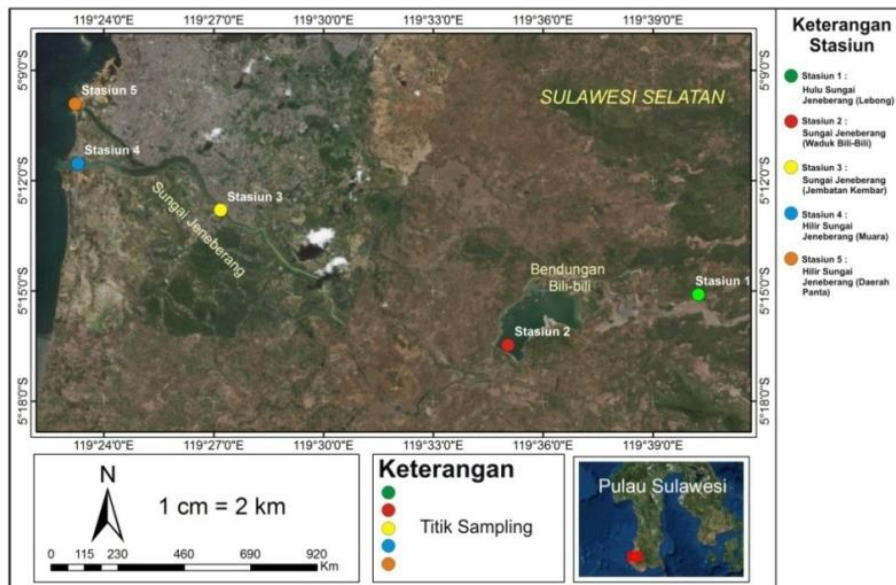 119°24'0"E 119°27'0"E 119°30'0"E 119°33'0"E 119°36'0"E 119°39'0"E
5°9'0"S
5°12'0"S
5°15'0"S
5°18'0"S
Stasiun 5
SULAWESI SELATAN
Stasiun 4
Stasiun 3
Sungai Jeneberang
Bendungan
Bili-bili
Stasiun 1
Stasiun 2
5°9'0"S
5°12'0"S
5°15'0"S
5°18'0"S
119°24'0"E 119°27'0"E 119°30'0"E 119°33'0"E 119°36'0"E 119°39'0"E
Keterangan
Stasiun
Stasiun 1 :
Hulu Sungai
Jeneberang (Lebong)
Stasiun 2 :
Sungai Jeneberang
(Waduk Bili-Bili)
Stasiun 3 :
Sungai Jeneberang
(Jembatan Kembar)
Stasiun 4 :
Hilir Sungai
Jeneberang (Muara)
Stasiun 5 :
Hilir Sungai
Jeneberang (Daerah
Panta)
N
1 cm = 2 km
0 115 230 460 690 920
Km
Keterangan
Titik Sampling
Pulau Sulawesi